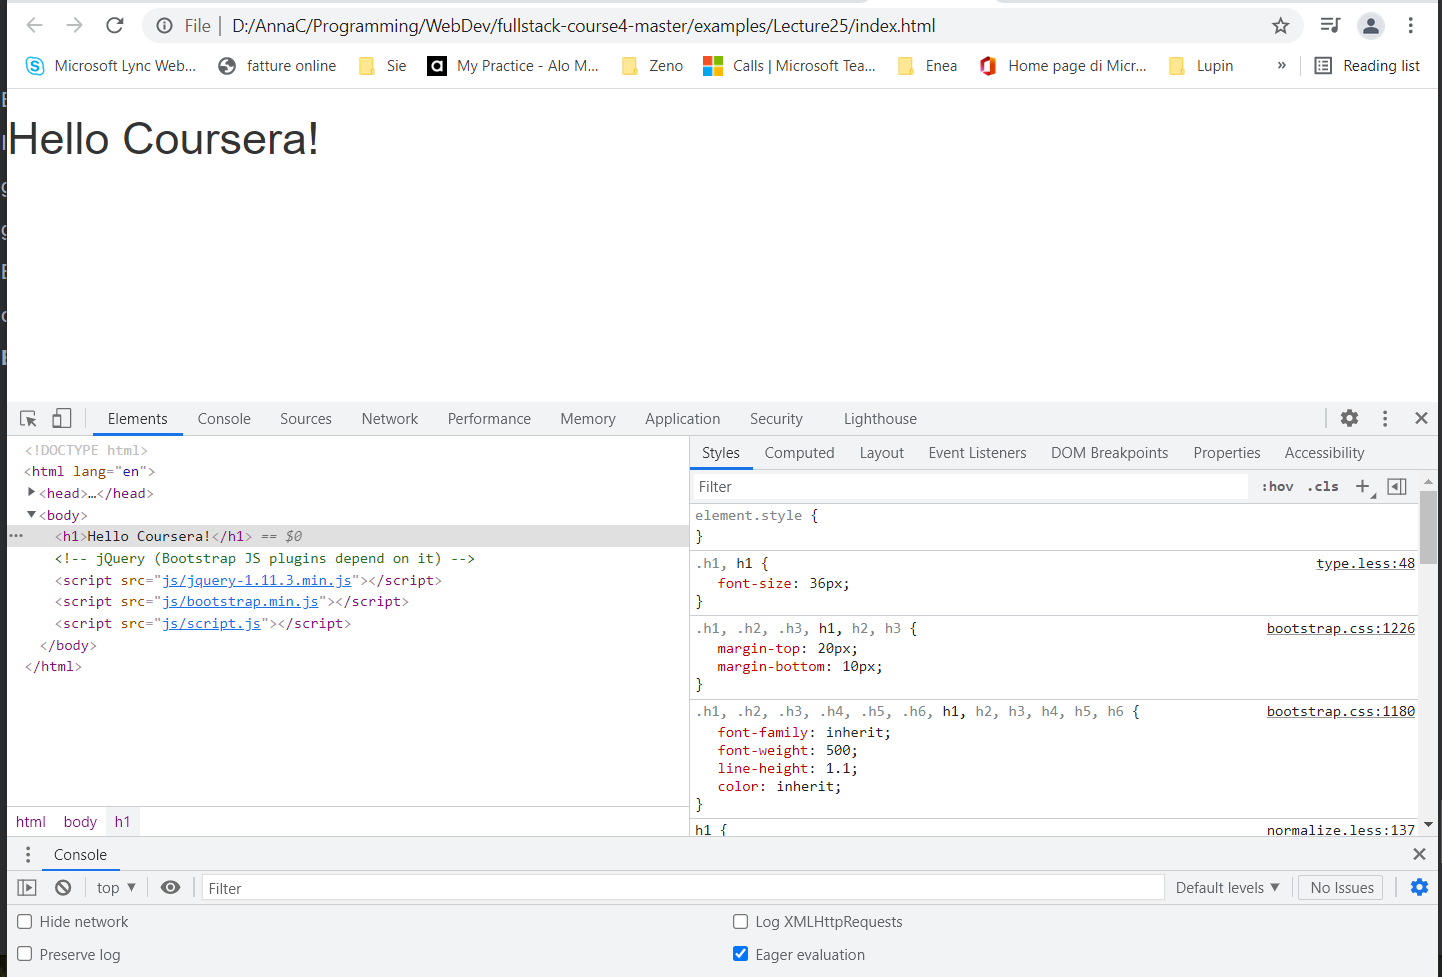 File | D:/AnnaC/Programming/WebDev/fullstack-course4-master/examples/Lecture25/index.html
Microsoft Lync Web... fatture online Sie My Practice - Alo M... Zeno Calls | Microsoft Tea... Enea Home page di Micr... Lupin » Reading list
Hello Coursera!
Elements Console Sources Network Performance Memory Application Security Lighthouse
<!DOCTYPE html>
<html lang="en">
<head>…</head>
<body>
<h1>Hello Coursera!</h1> == $0
<!-- jQuery (Bootstrap JS plugins depend on it) -->
<script src="js/jquery-1.11.3.min.js"></script>
<script src="js/bootstrap.min.js"></script>
<script src="js/script.js"></script>
</body>
</html>
html body h1
Styles Computed Layout Event Listeners DOM Breakpoints Properties Accessibility
Filter :hov .cls +
element.style {
}
.h1, h1 { type.less:48
font-size: 36px;
}
.h1, .h2, .h3, h1, h2, h3 { bootstrap.css:1226
margin-top: 20px;
margin-bottom: 10px;
}
.h1, .h2, .h3, .h4, .h5, .h6, h1, h2, h3, h4, h5, h6 { bootstrap.css:1180
font-family: inherit;
font-weight: 500;
line-height: 1.1;
color: inherit;
}
h1 { normalize.less:137
Console
top Filter Default levels No Issues
Hide network Log XMLHttpRequests
Preserve log Eager evaluation